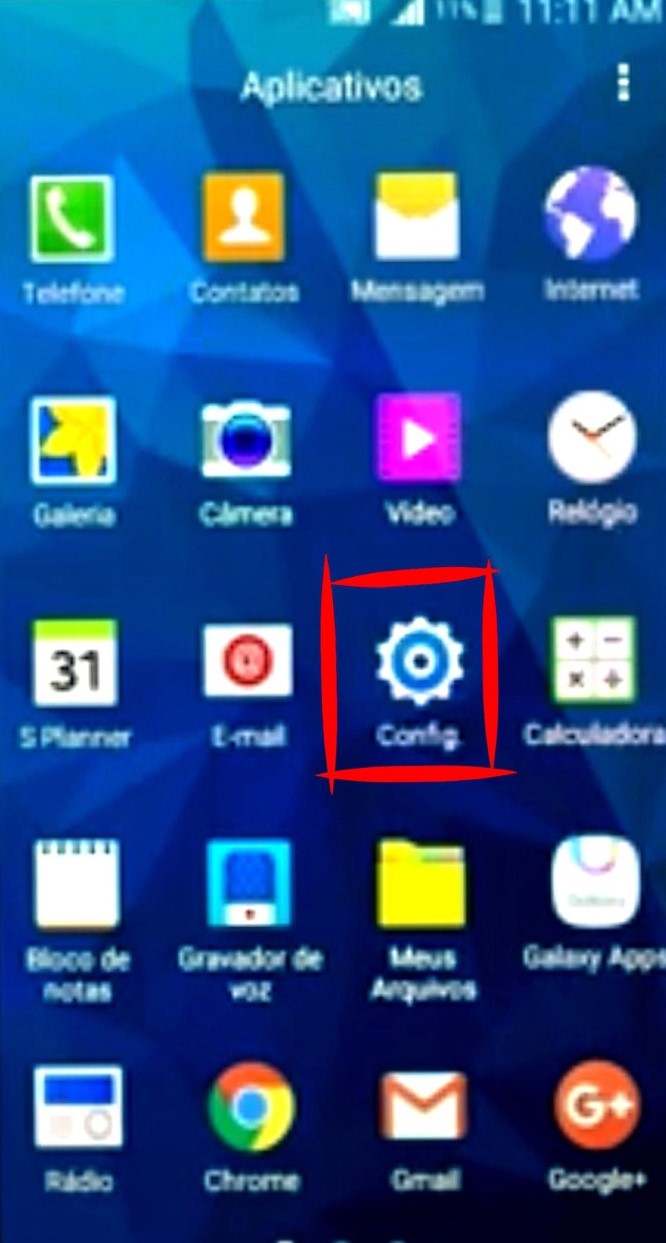 11% 11:11 AM
Aplicativos
Telefone Contatos Mensagem Internet
Galeria Câmera Vídeo Relógio
31
+ −
× ÷
S Planner E-mail Config. Calculadora
Bloco de notas Gravador de voz Meus Arquivos Galaxy Apps
G+
Rádio Chrome Gmail Google+